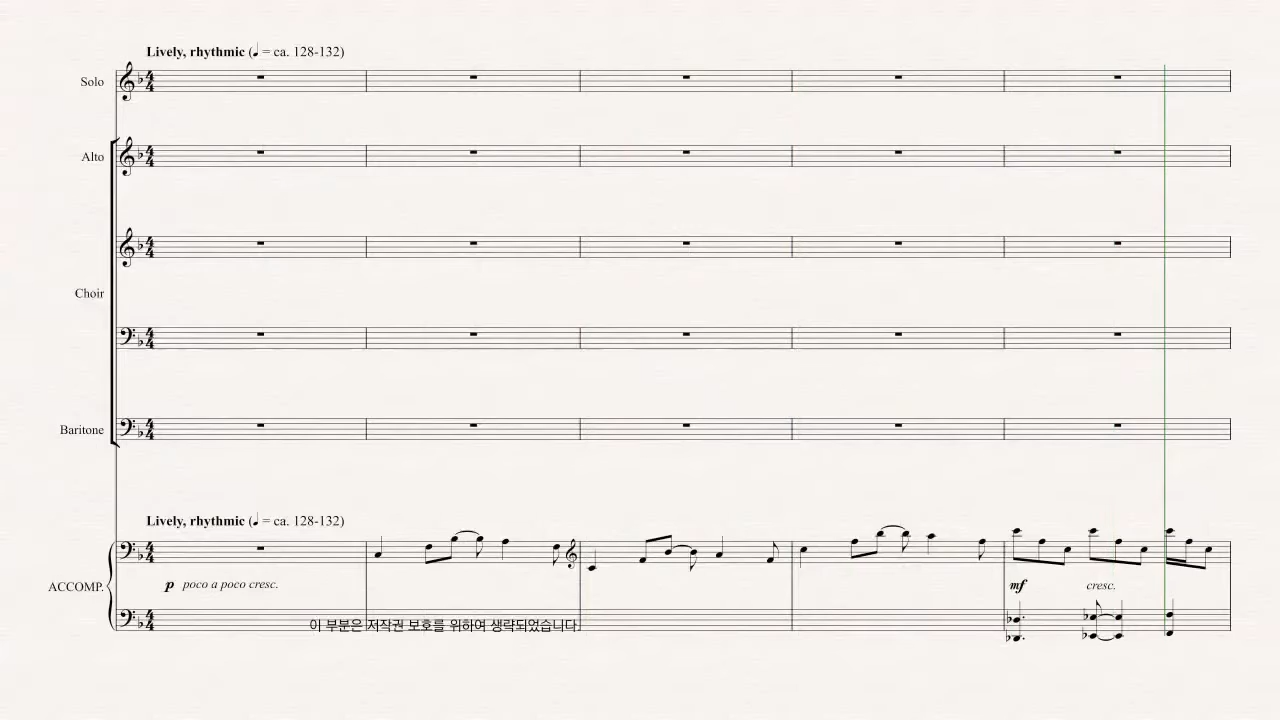 Lively, rhythmic (♩ = ca. 128-132)
Solo
Alto
Choir
Baritone
Lively, rhythmic (♩ = ca. 128-132)
ACCOMP.
p poco a poco cresc.
mf cresc.
이 부분은 저작권 보호를 위하여 생략되었습니다.